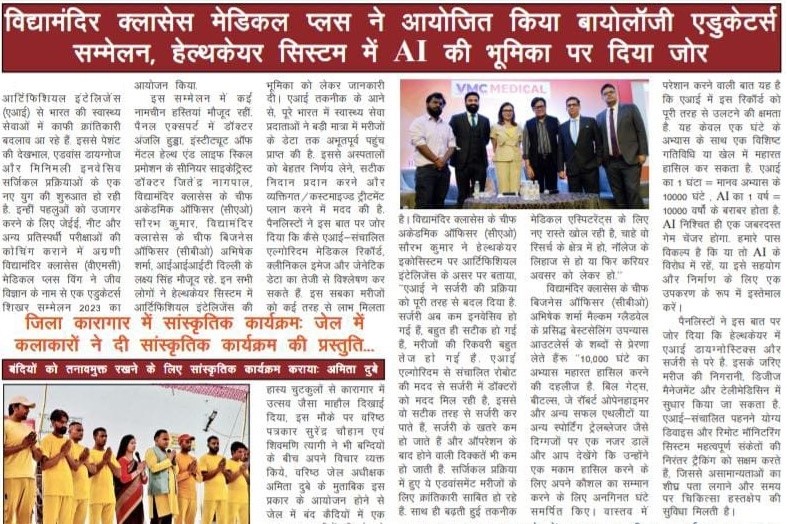 विद्यामंदिर क्लासेस मेडिकल प्लस ने आयोजित किया बायोलॉजी एडुकेटर्स
सम्मेलन, हेल्थकेयर सिस्टम में AI की भूमिका पर दिया जोर
आर्टिफिशियल इंटेलिजेंस
(एआई) से भारत की स्वास्थ्य
सेवाओं में काफी क्रांतिकारी
बदलाव आ रहे हैं. इससे पेशंट
की देखभाल, एडवांस डायग्नोज
और मिनिमली इनवेसिव
सर्जिकल प्रक्रियाओं के एक
नए युग की शुरुआत हो रही
है. इन्हीं पहलुओं को उजागर
करने के लिए जेईई, नीट और
अन्य प्रतिस्पर्धी परीक्षाओं की
कोचिंग कराने में अग्रणी
विद्यामंदिर क्लासेस (वीएमसी)
मेडिकल प्लस विंग ने जीव
विज्ञान के नाम से एक एडुकेटर्स
शिखर सम्मेलन 2023 का
आयोजन किया.
इस सम्मेलन में कई
नामचीन हस्तियां मौजूद रहीं.
पैनल एक्सपर्ट में डॉक्टर
अंजलि हुड्डा, इंस्टीट्यूट ऑफ
मेंटल हेल्थ एंड लाइफ स्किल
प्रमोशन के सीनियर साइकेट्रिस्ट
डॉक्टर जितेंद्र नागपाल,
विद्यामंदिर क्लासेस के चीफ
अकेडमिक ऑफिसर (सीएओ)
सौरभ कुमार, विद्यामंदिर
क्लासेस के चीफ बिजनेस
ऑफिसर (सीबीओ) अभिषेक
शर्मा, आईआईआईटी दिल्ली के
लक्ष्य सिंह मौजूद रहे. इन सभी
लोगों ने हेल्थकेयर सिस्टम में
आर्टिफिशियल इंटेलिजेंस की
भूमिका को लेकर जानकारी
दी। एआई तकनीक के आने
से, पूरे भारत में स्वास्थ्य सेवा
प्रदाताओं ने बड़ी मात्रा में मरीजों
के डेटा तक अभूतपूर्व पहुंच
प्राप्त की है. इससे अस्पतालों
को बेहतर निर्णय लेने, सटीक
निदान प्रदान करने और
व्यक्तिगत/कस्टमाइज्ड ट्रीटमेंट
प्लान करने में मदद की है.
पैनलिस्टों ने इस बात पर जोर
दिया कि कैसे एआई-संचालित
एल्गोरिदम मेडिकल रिकॉर्ड,
क्लीनिकल इमेज और जेनेटिक
डेटा का तेजी से विश्लेषण कर
सकते हैं. इस सबका मरीजों
को कई तरह से लाभ मिलता
VMC MEDICAL
है। विद्यामंदिर क्लासेस के चीफ
अकेडमिक ऑफिसर (सीएओ)
सौरभ कुमार ने हेल्थकेयर
इकोसिस्टम पर आर्टिफिशियल
इंटेलिजेंस के असर पर बताया,
''एआई ने सर्जरी की प्रक्रिया
को पूरी तरह से बदल दिया है.
सर्जरी अब कम इनवेसिव हो
गई हैं, बहुत ही सटीक हो गई
हैं, मरीजों की रिकवरी बहुत
तेज हो गई है. एआई
एल्गोरिदम से संचालित रोबोट
की मदद से सर्जरी में डॉक्टरों
को मदद मिल रही है, इससे
वो सटीक तरह से सर्जरी कर
पाते हैं, सर्जरी के खतरे कम
हो जाते हैं और ऑपरेशन के
बाद होने वाली दिक्कतें भी कम
हो जाती हैं. सर्जिकल प्रक्रिया
में हुए ये एडवांसमेंट मरीजों के
लिए क्रांतिकारी साबित हो रहे
हैं. साथ ही बढ़ती हुई तकनीक
मेडिकल एस्पिरेंट्स के लिए
नए रास्ते खोल रही है, चाहे वो
रिसर्च के क्षेत्र में हो, नॉलेज के
लिहाज से हो या फिर करियर
अवसर को लेकर हो.''
विद्यामंदिर क्लासेस के चीफ
बिजनेस ऑफिसर (सीबीओ)
अभिषेक शर्मा मैल्कम ग्लैडवेल
के प्रसिद्ध बेस्टसेलिंग उपन्यास
आउटलेर्स के शब्दों से प्रेरणा
लेते हैंरू ''10,000 घंटे का
अभ्यास महारत हासिल करने
की दहलीज है. बिल गेट्स,
बीटल्स, जे रॉबर्ट ओपेनहाइमर
और अन्य सफल एथलीटों या
अन्य स्पोर्टिंग ट्रेलब्लेजर जैसे
दिग्गजों पर एक नजर डालें
और आप देखेंगे कि उन्होंने
एक मकाम हासिल करने के
लिए अपने कौशल का सम्मान
करने के लिए अनगिनत घंटे
समर्पित किए। वास्तव में
परेशान करने वाली बात यह है
कि एआई में इस रिकॉर्ड को
पूरी तरह से उलटने की क्षमता
है. यह केवल एक घंटे के
अभ्यास के साथ एक विशिष्ट
गतिविधि या खेल में महारत
हासिल कर सकता है. एआई
का 1 घंटा = मानव अभ्यास के
10000 घंटे , AI का 1 वर्ष =
10000 वर्षों के बराबर होता है.
AI निश्चित ही एक जबरदस्त
गेम चेंजर होगा. हमारे पास
विकल्प है कि या तो AI के
विरोध में रहें, या इसे सहयोग
और निर्माण के लिए एक
उपकरण के रूप में इस्तेमाल
करें।
पैनलिस्टों ने इस बात पर
जोर दिया कि हेल्थकेयर में
एआई डायग्नोस्टिक्स और
सर्जरी से परे है. इसके जरिए
मरीज की निगरानी, डिजीज
मैनेजमेंट और टेलीमेडिसिन में
सुधार किया जा सकता है.
एआई-संचालित पहनने योग्य
डिवाइस और रिमोट मॉनिटरिंग
सिस्टम महत्वपूर्ण संकेतों की
निरंतर ट्रैकिंग को सक्षम करते
हैं, जिससे असामान्यताओं का
शीघ्र पता लगाने और समय
पर चिकित्सा हस्तक्षेप की
सुविधा मिलती है।
जिला कारागार में सांस्कृतिक कार्यक्रम: जेल में
कलाकारों ने दी सांस्कृतिक कार्यक्रम की प्रस्तुति...
बंदियों को तनावमुक्त रखने के लिए सांस्कृतिक कार्यक्रम कराया: अमिता दुबे
हास्य चुटकुलों से कारागार में
उत्सव जैसा माहौल दिखाई
दिया, इस मौके पर वरिष्ठ
पत्रकार सुरेंद्र चौहान एवं
शिवमणि त्यागी ने भी बन्दियों
के बीच अपने विचार व्यक्त
किये, वरिष्ठ जेल अधीक्षक
अमिता दुबे के मुताबिक इस
प्रकार के आयोजन होने से
जेल में बंद कैदियों में एक